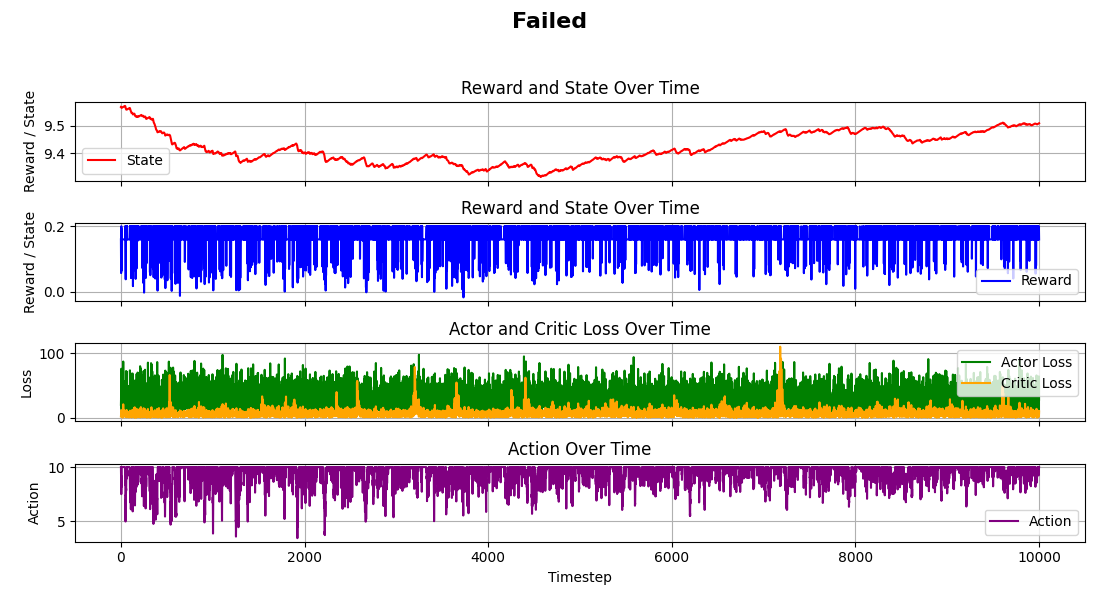 Failed
Reward and State Over Time
Reward / State
9.5
9.4
State
Reward and State Over Time
Reward / State
0.2
0.0
Reward
Actor and Critic Loss Over Time
Loss
100
0
Actor Loss
Critic Loss
Action Over Time
Action
10
5
Action
0 2000 4000 6000 8000 10000
Timestep